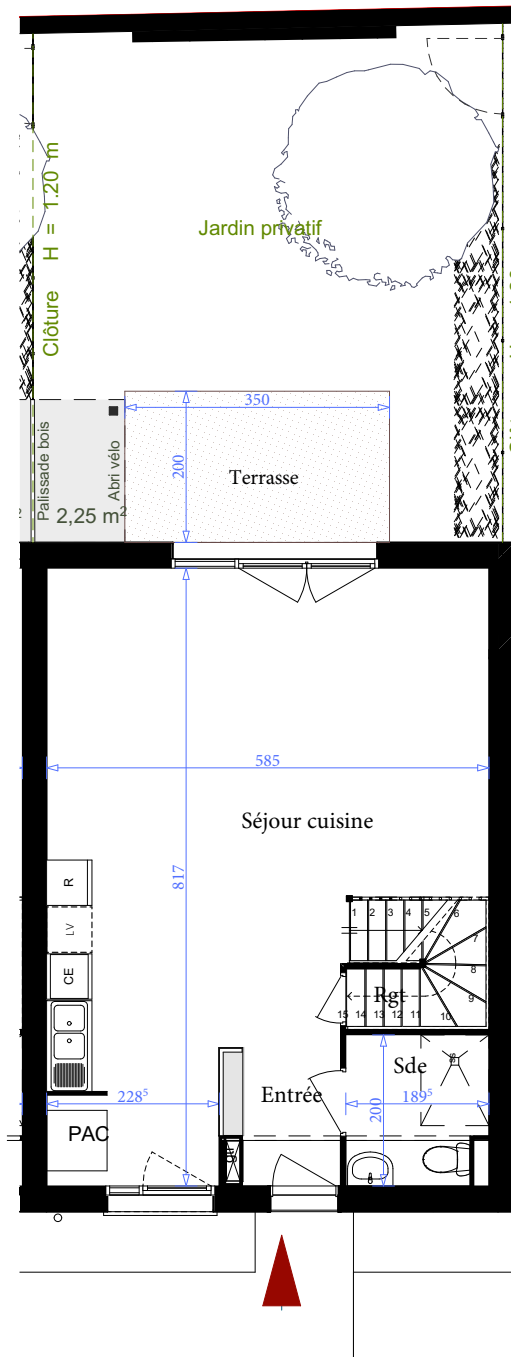 Clôture H = 1.20 m
Jardin privatif
350
200
Terrasse
Palissade bois
Abri vélo
2,25 m²
585
817
Séjour cuisine
R
LV
CE
1 2 3 4 5 6 7 8 9 10 11 12 13 14 15
Rgt
Sde
Entrée
228⁵
189⁵
200
PAC